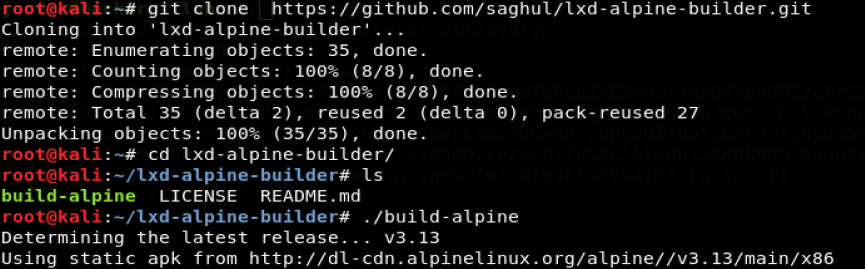 root@kali:~# git clone https://github.com/saghul/lxd-alpine-builder.git
Cloning into 'lxd-alpine-builder'...
remote: Enumerating objects: 35, done.
remote: Counting objects: 100% (8/8), done.
remote: Compressing objects: 100% (8/8), done.
remote: Total 35 (delta 2), reused 2 (delta 0), pack-reused 27
Unpacking objects: 100% (35/35), done.
root@kali:~# cd lxd-alpine-builder/
root@kali:~/lxd-alpine-builder# ls
build-alpine LICENSE README.md
root@kali:~/lxd-alpine-builder# ./build-alpine
Determining the latest release... v3.13
Using static apk from http://dl-cdn.alpinelinux.org/alpine//v3.13/main/x86